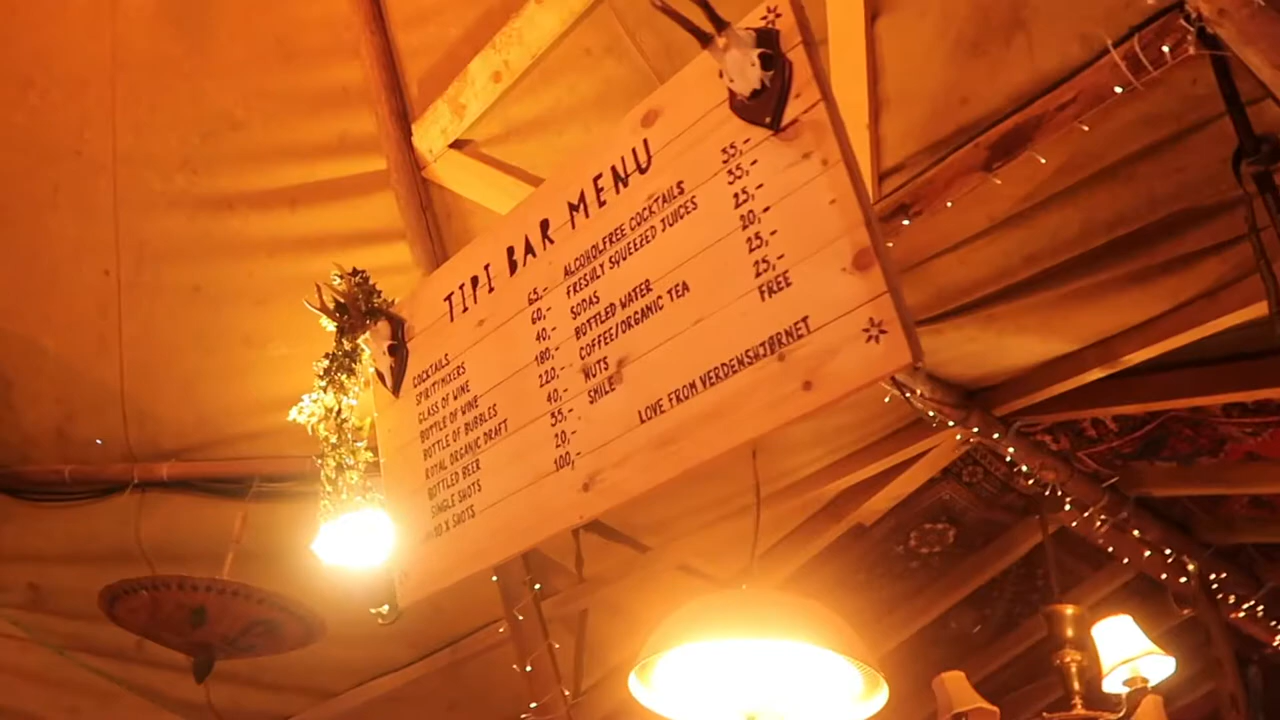 TIPI BAR MENU
COCKTAILS 65,-
SPIRIT/MIXERS 60,-
GLASS OF WINE 40,-
BOTTLE OF WINE 180,-
BOTTLE OF BUBBLES 220,-
ROYAL ORGANIC DRAFT 40,-
BOTTLED BEER 55,-
SINGLE SHOTS 20,-
10 X SHOTS 100,-
ALCOHOLFREE COCKTAILS 35,-
FRESHLY SQUEEZED JUICES 35,-
SODAS 25,-
BOTTLED WATER 20,-
COFFEE/ORGANIC TEA 25,-
NUTS 25,-
SMILE FREE
LOVE FROM VERDENSHJØRNET